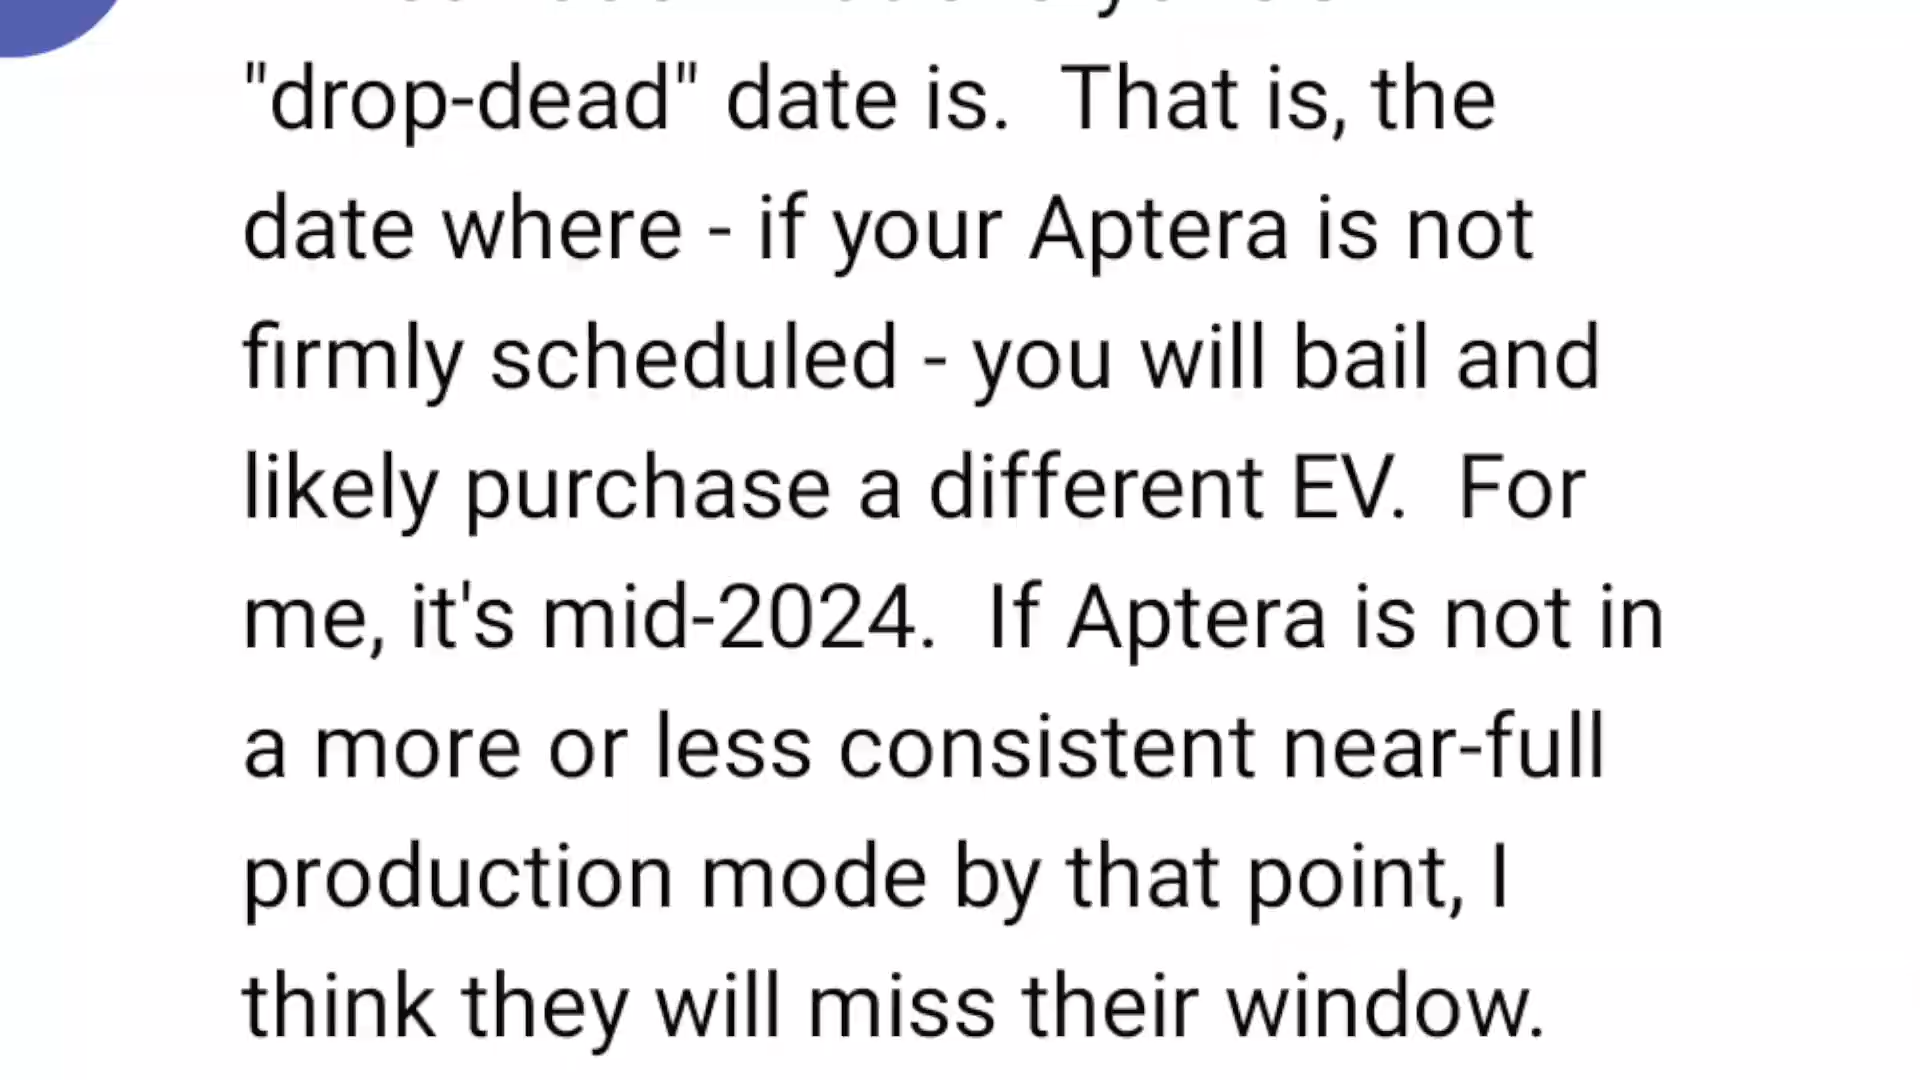 "drop-dead" date is.  That is, the
date where - if your Aptera is not
firmly scheduled - you will bail and
likely purchase a different EV.  For
me, it's mid-2024.  If Aptera is not in
a more or less consistent near-full
production mode by that point, I
think they will miss their window.